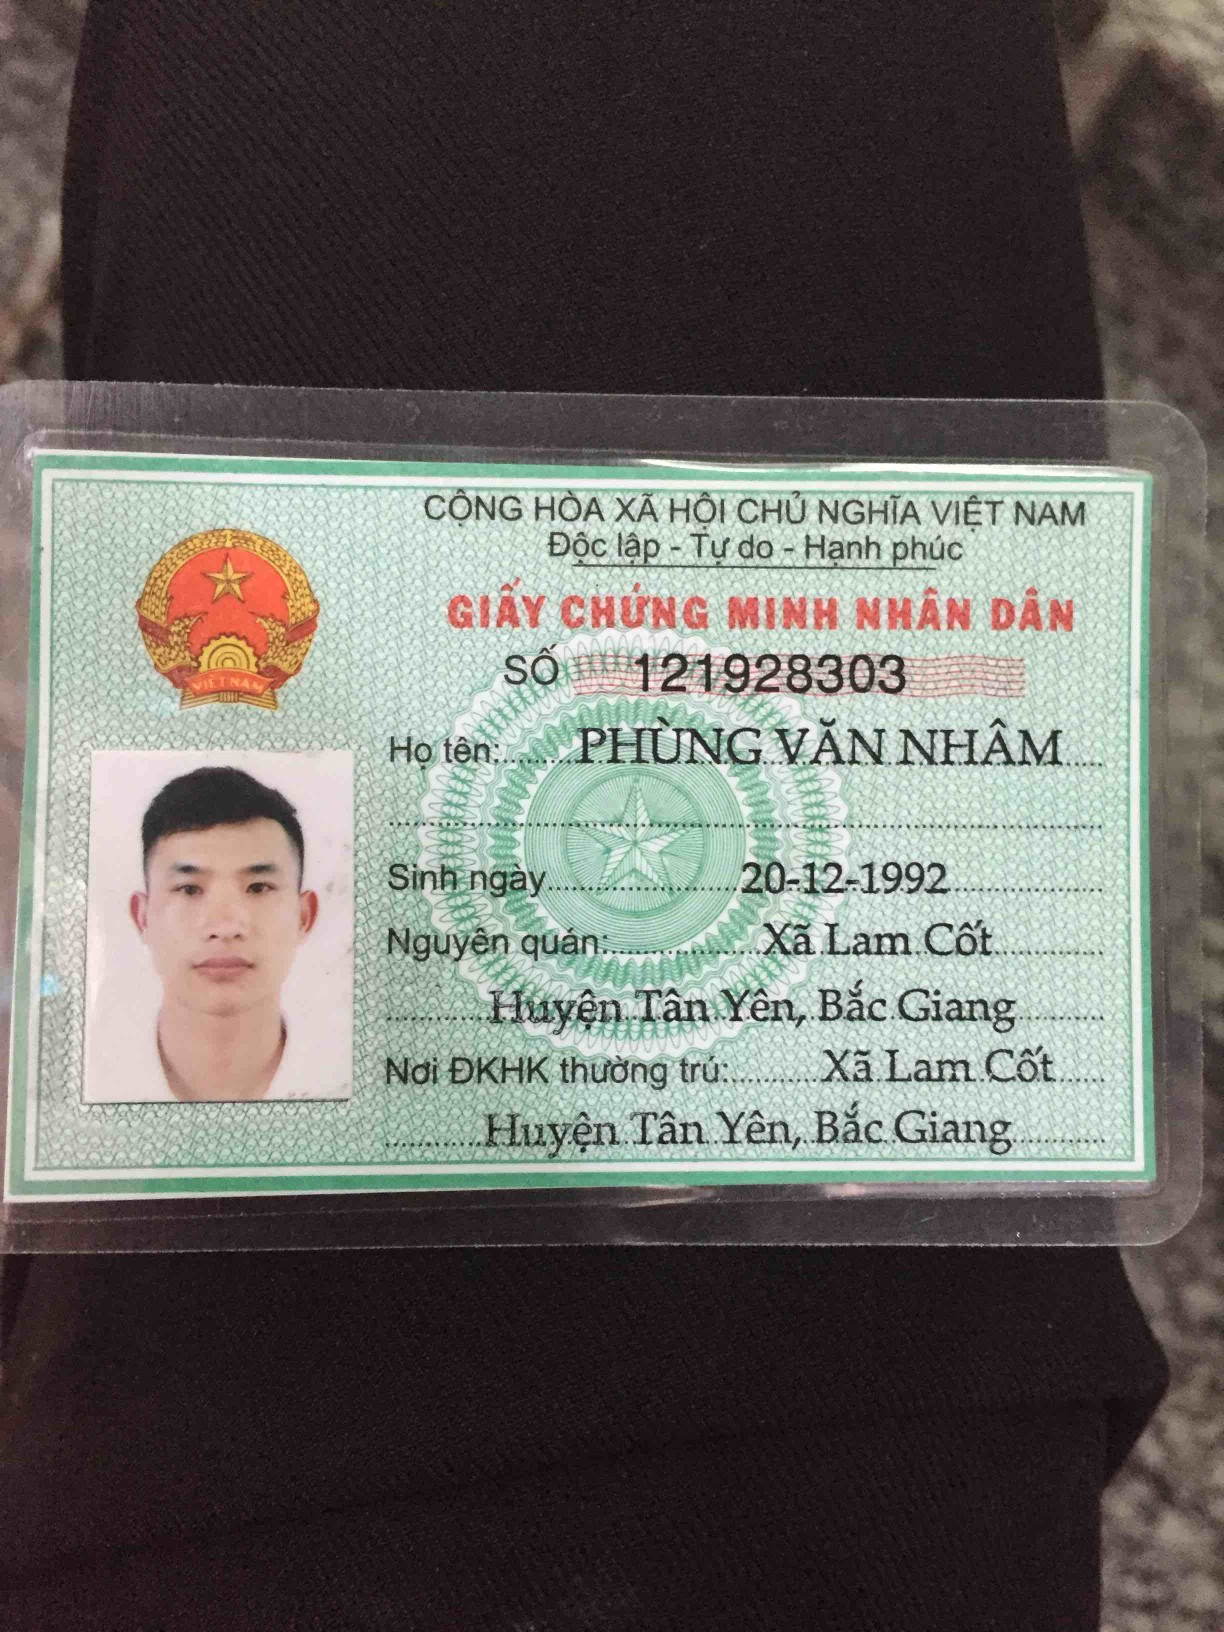 CỘNG HÒA XÃ HỘI CHỦ NGHĨA VIỆT NAM
Độc lập - Tự do - Hạnh phúc
GIẤY CHỨNG MINH NHÂN DÂN
SỐ 121928303
VIỆT NAM
Họ tên: PHÙNG VĂN NHÂM
Sinh ngày 20-12-1992
Nguyên quán: Xã Lam Cốt
Huyện Tân Yên, Bắc Giang
Nơi ĐKHK thường trú: Xã Lam Cốt
Huyện Tân Yên, Bắc Giang